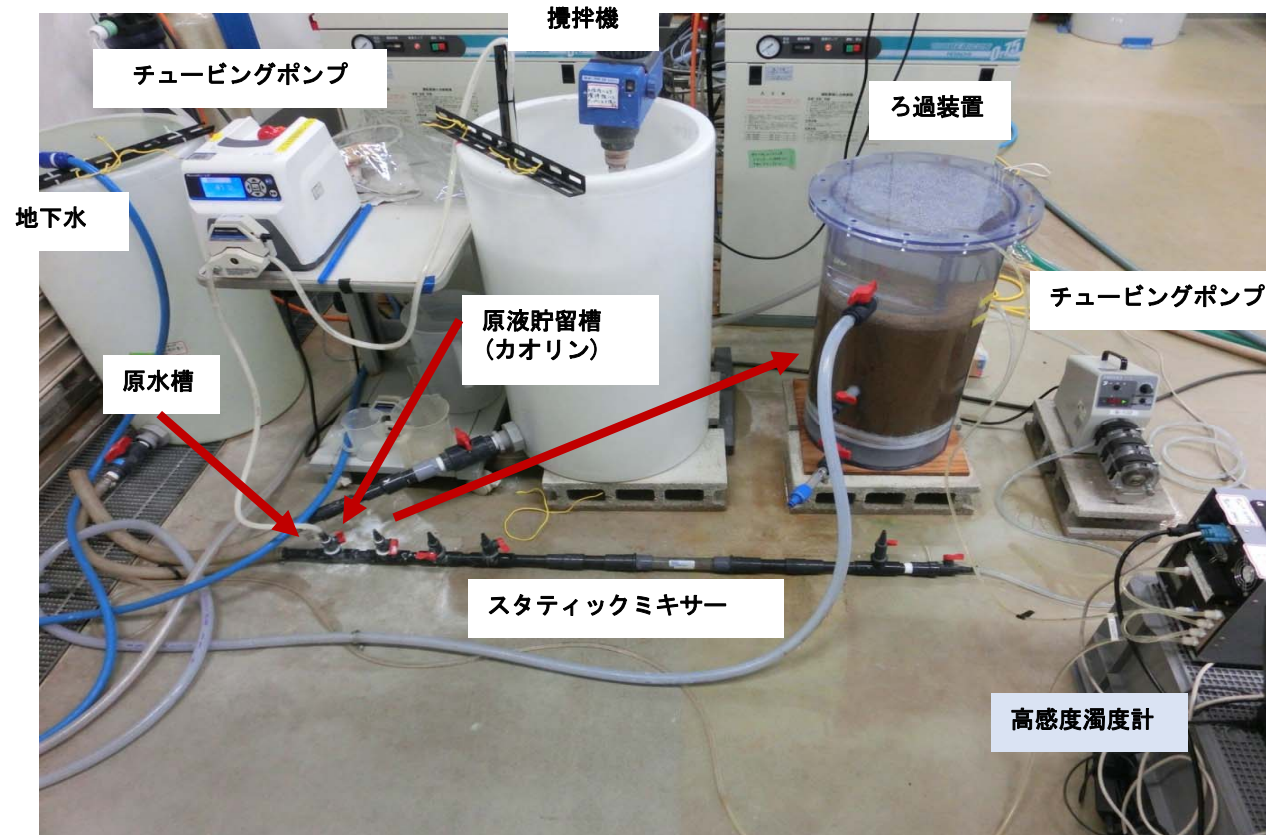 攪拌機
チュービングポンプ
ろ過装置
地下水
チュービングポンプ
原液貯留槽
(カオリン)
原水槽
スタティックミキサー
高感度濁度計